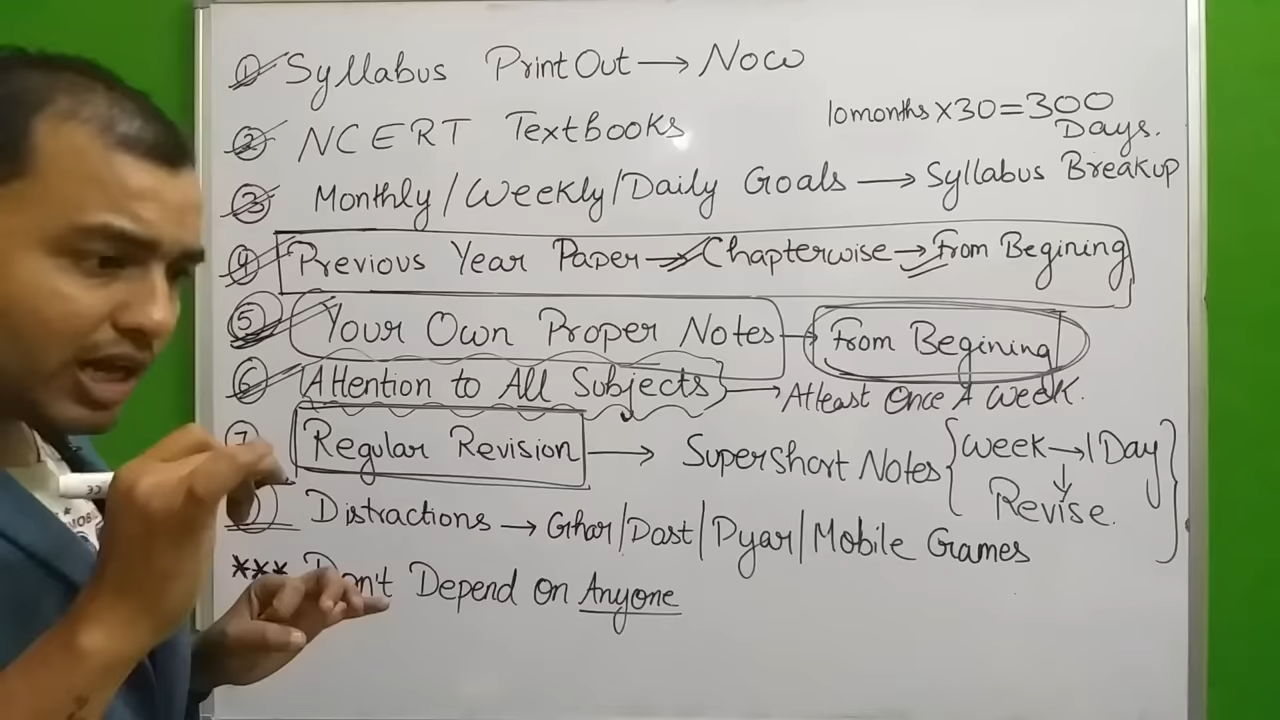 ① Syllabus PrintOut → Now
② NCERT Textbooks
10months × 30 = 300 Days.
③ Monthly/Weekly/Daily Goals → Syllabus Breakup
④ Previous Year Paper → Chapterwise → From Begining
⑤ Your Own Proper Notes → From Begining
⑥ Attention to All Subjects → Atleast Once A Week.
⑦ Regular Revision → Supershort Notes { Week → 1 Day ↓ Revise. }
Distractions → Ghar/Dost/Pyar/Mobile Games
*** Don't Depend on Anyone